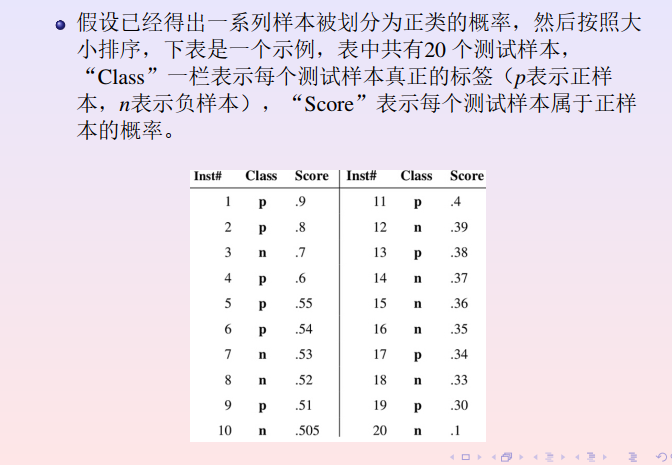 假设已经得出一系列样本被划分为正类的概率，然后按照大
小排序，下表是一个示例，表中共有20 个测试样本，
“Class”一栏表示每个测试样本真正的标签（p表示正样
本，n表示负样本），“Score”表示每个测试样本属于正样
本的概率。
Inst# Class Score Inst# Class Score
1 p .9 11 p .4
2 p .8 12 n .39
3 n .7 13 p .38
4 p .6 14 n .37
5 p .55 15 n .36
6 p .54 16 n .35
7 n .53 17 p .34
8 n .52 18 n .33
9 p .51 19 p .30
10 n .505 20 n .1